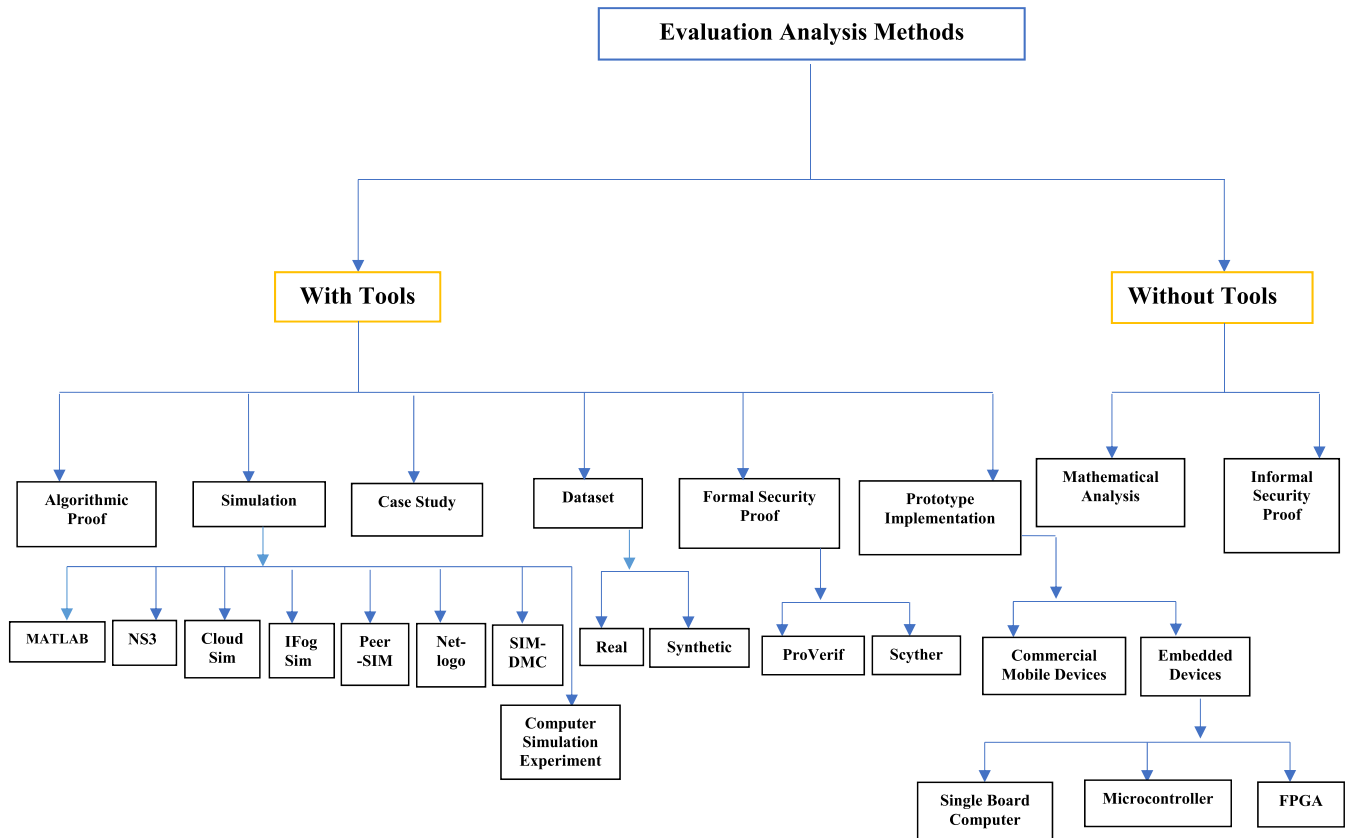 Evaluation Analysis Methods
With Tools
Without Tools
Algorithmic
Proof
Simulation
Case Study
Dataset
Formal Security
Proof
Prototype
Implementation
Mathematical
Analysis
Informal
Security
Proof
MATLAB
NS3
Cloud
Sim
IFog
Sim
Peer
-SIM
Net-
logo
SIM-
DMC
Computer
Simulation
Experiment
Real
Synthetic
ProVerif
Scyther
Commercial
Mobile Devices
Embedded
Devices
Single Board
Computer
Microcontroller
FPGA